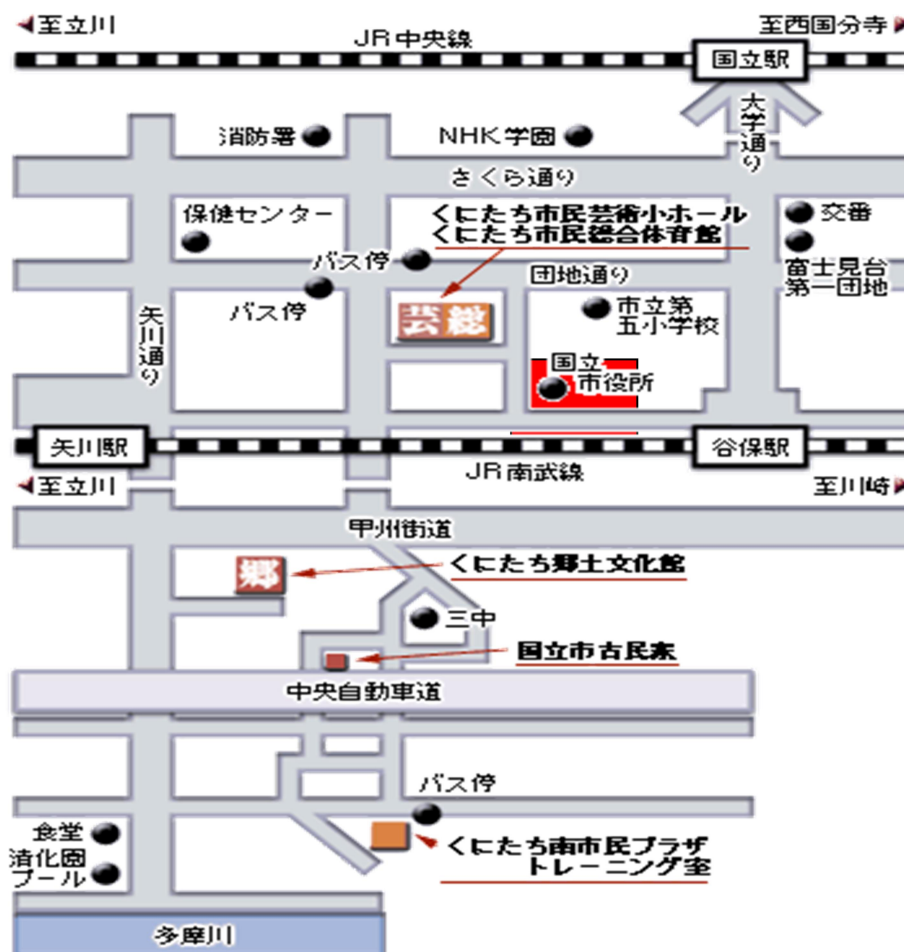 至立川
至西国分寺
JR中央線
国立駅
大学通り
消防署
NHK学園
さくら通り
保健センター
くにたち市民芸術小ホール
くにたち市民総合体育館
交番
バス停
団地通り
富士見台
第一団地
バス停
芸総
市立第
五小学校
矢川通り
国立
市役所
矢川駅
谷保駅
JR南武線
至立川
至川崎
甲州街道
郷
くにたち郷土文化館
三中
国立市古民家
中央自動車道
バス停
食堂
清化園
プール
くにたち南市民プラザ
トレーニング室
多摩川